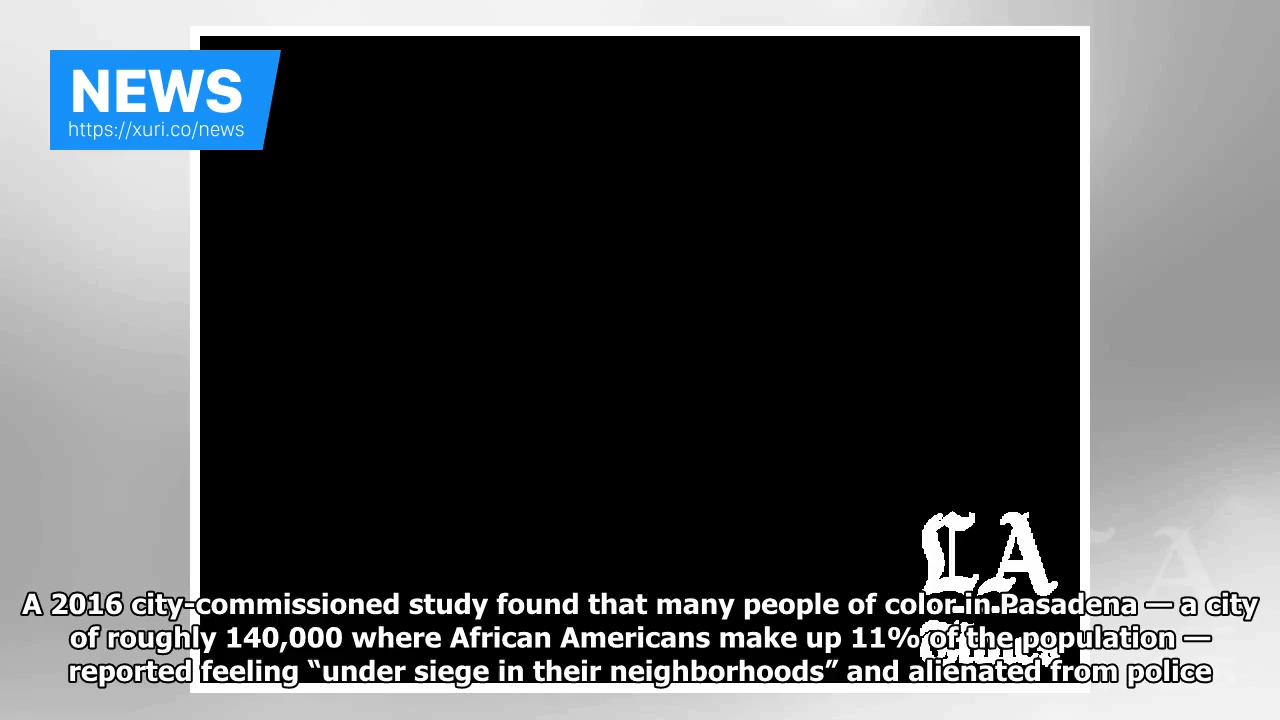 NEWS
https://xuri.co/news
LA
A 2016 city-commissioned study found that many people of color in Pasadena — a city
of roughly 140,000 where African Americans make up 11% of the population —
reported feeling “under siege in their neighborhoods” and alienated from police